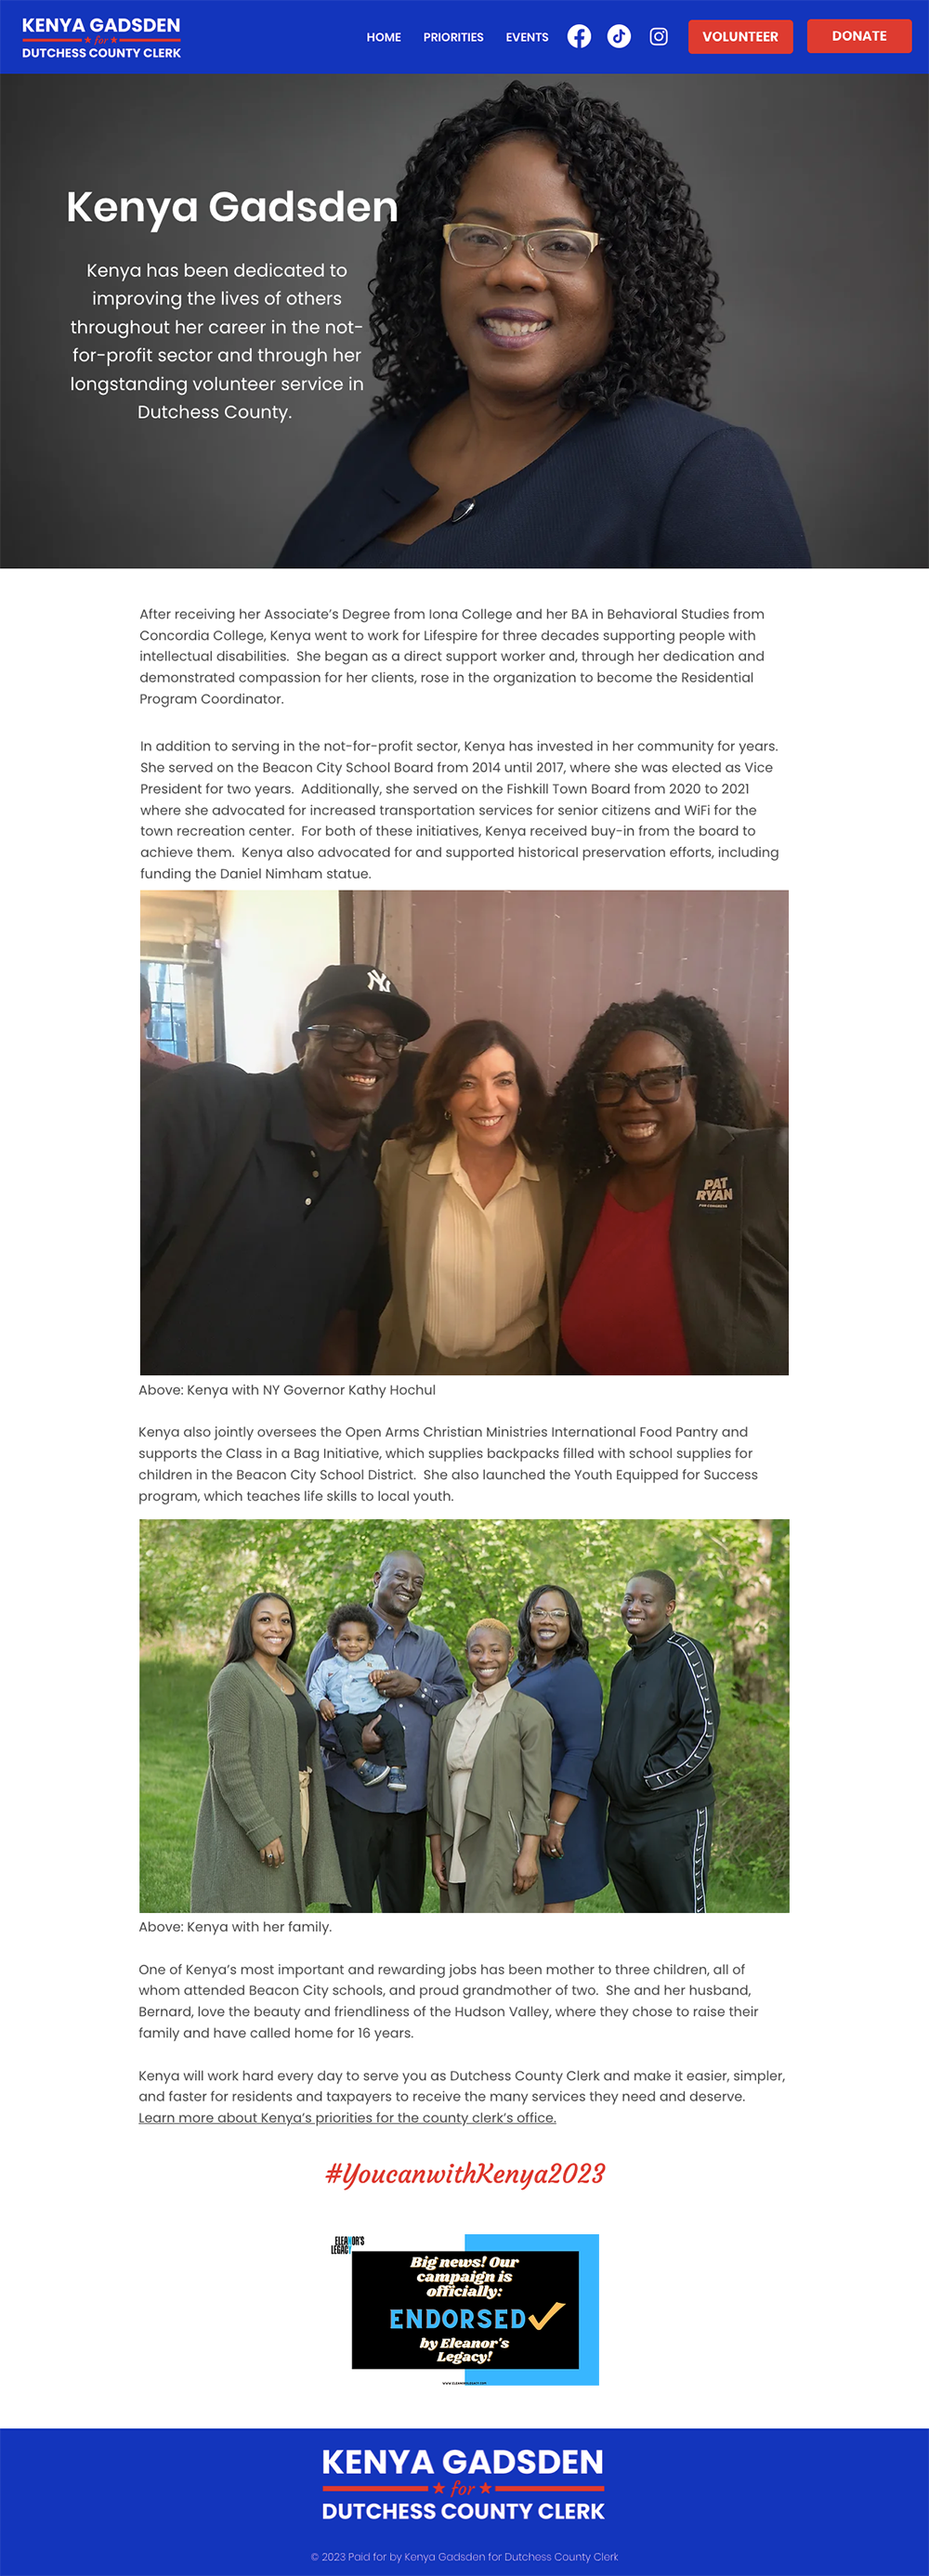 KENYA GADSDEN
for
DUTCHESS COUNTY CLERK
HOME PRIORITIES EVENTS VOLUNTEER DONATE
Kenya Gadsden
Kenya has been dedicated to
improving the lives of others
throughout her career in the not-
for-profit sector and through her
longstanding volunteer service in
Dutchess County.
After receiving her Associate’s Degree from Iona College and her BA in Behavioral Studies from
Concordia College, Kenya went to work for Lifespire for three decades supporting people with
intellectual disabilities.  She began as a direct support worker and, through her dedication and
demonstrated compassion for her clients, rose in the organization to become the Residential
Program Coordinator.
In addition to serving in the not-for-profit sector, Kenya has invested in her community for years.
She served on the Beacon City School Board from 2014 until 2017, where she was elected as Vice
President for two years.  Additionally, she served on the Fishkill Town Board from 2020 to 2021
where she advocated for increased transportation services for senior citizens and WiFi for the
town recreation center.  For both of these initiatives, Kenya received buy-in from the board to
achieve them.  Kenya also advocated for and supported historical preservation efforts, including
funding the Daniel Nimham statue.
NY
PAT
RYAN
FOR CONGRESS
Above: Kenya with NY Governor Kathy Hochul
Kenya also jointly oversees the Open Arms Christian Ministries International Food Pantry and
supports the Class in a Bag Initiative, which supplies backpacks filled with school supplies for
children in the Beacon City School District.  She also launched the Youth Equipped for Success
program, which teaches life skills to local youth.
Above: Kenya with her family.
One of Kenya’s most important and rewarding jobs has been mother to three children, all of
whom attended Beacon City schools, and proud grandmother of two.  She and her husband,
Bernard, love the beauty and friendliness of the Hudson Valley, where they chose to raise their
family and have called home for 16 years.
Kenya will work hard every day to serve you as Dutchess County Clerk and make it easier, simpler,
and faster for residents and taxpayers to receive the many services they need and deserve.
Learn more about Kenya’s priorities for the county clerk’s office.
#YoucanwithKenya2023
ELEANOR'S
LEGACY
Big news! Our
campaign is
officially:
ENDORSED
by Eleanor's
Legacy!
KENYA GADSDEN
for
DUTCHESS COUNTY CLERK
© 2023 Paid for by Kenya Gadsden for Dutchess County Clerk